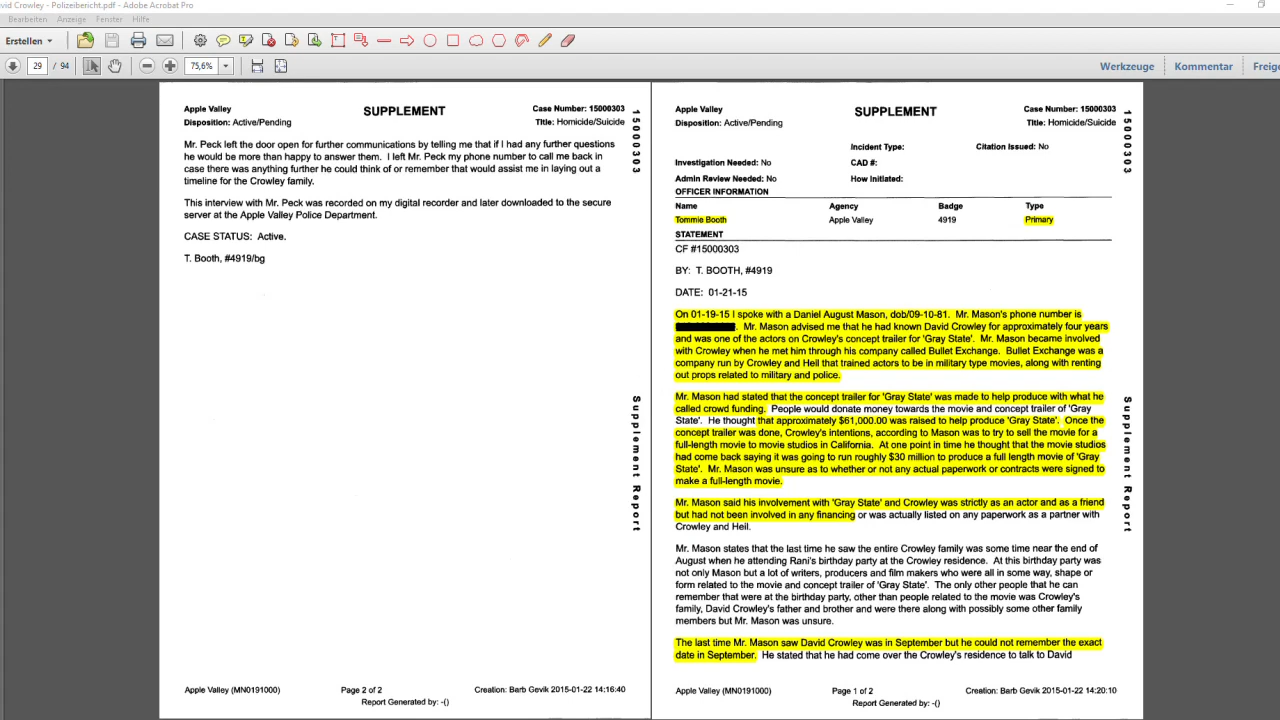 vid Crowley - Polizeibericht.pdf - Adobe Acrobat Pro
Bearbeiten Anzeige Fenster Hilfe
Erstellen
29 / 94 75,6%
Werkzeuge Kommentar Freig
Apple Valley SUPPLEMENT Case Number: 15000303
Disposition: Active/Pending Title: Homicide/Suicide
15000303
Mr. Peck left the door open for further communications by telling me that if I had any further questions
he would be more than happy to answer them. I left Mr. Peck my phone number to call me back in
case there was anything further he could think of or remember that would assist me in laying out a
timeline for the Crowley family.
This interview with Mr. Peck was recorded on my digital recorder and later downloaded to the secure
server at the Apple Valley Police Department.
CASE STATUS: Active.
T. Booth, #4919/bg
Supplement Report
Apple Valley (MN0191000) Page 2 of 2 Creation: Barb Gevik 2015-01-22 14:16:40
Report Generated by: -()
Apple Valley SUPPLEMENT Case Number: 15000303
Disposition: Active/Pending Title: Homicide/Suicide
15000303
Incident Type: Citation Issued: No
Investigation Needed: No CAD #:
Admin Review Needed: No How Initiated:
OFFICER INFORMATION
Name Agency Badge Type
Tommie Booth Apple Valley 4919 Primary
STATEMENT
CF #15000303
BY: T. BOOTH, #4919
DATE: 01-21-15
On 01-19-15 I spoke with a Daniel August Mason, dob/09-10-81. Mr. Mason's phone number is
. Mr. Mason advised me that he had known David Crowley for approximately four years
and was one of the actors on Crowley's concept trailer for 'Gray State'. Mr. Mason became involved
with Crowley when he met him through his company called Bullet Exchange. Bullet Exchange was a
company run by Crowley and Heil that trained actors to be in military type movies, along with renting
out props related to military and police.
Mr. Mason had stated that the concept trailer for 'Gray State' was made to help produce with what he
called crowd funding. People would donate money towards the movie and concept trailer of 'Gray
State'. He thought that approximately $61,000.00 was raised to help produce 'Gray State'. Once the
concept trailer was done, Crowley's intentions, according to Mason was to try to sell the movie for a
full-length movie to movie studios in California. At one point in time he thought that the movie studios
had come back saying it was going to run roughly $30 million to produce a full length movie of 'Gray
State'. Mr. Mason was unsure as to whether or not any actual paperwork or contracts were signed to
make a full-length movie.
Mr. Mason said his involvement with 'Gray State' and Crowley was strictly as an actor and as a friend
but had not been involved in any financing or was actually listed on any paperwork as a partner with
Crowley and Heil.
Mr. Mason states that the last time he saw the entire Crowley family was some time near the end of
August when he attending Rani's birthday party at the Crowley residence. At this birthday party was
not only Mason but a lot of writers, producers and film makers who were all in some way, shape or
form related to the movie and concept trailer of 'Gray State'. The only other people that he can
remember that were at the birthday party, other than people related to the movie was Crowley's
family, David Crowley's father and brother and were there along with possibly some other family
members but Mr. Mason was unsure.
The last time Mr. Mason saw David Crowley was in September but he could not remember the exact
date in September. He stated that he had come over the Crowley's residence to talk to David
Supplement Report
Apple Valley (MN0191000) Page 1 of 2 Creation: Barb Gevik 2015-01-22 14:20:10
Report Generated by: -()